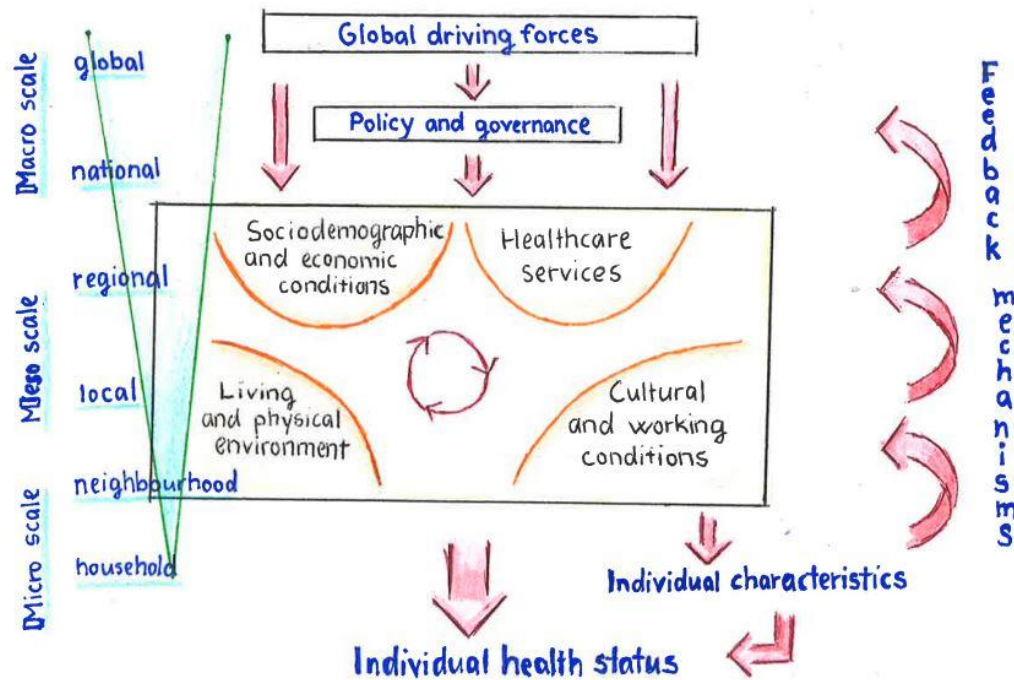 Global driving forces
Policy and governance
Macro scale
global
national
Meso scale
regional
local
Micro scale
neighbourhood
household
Sociodemographic
and economic
conditions
Healthcare
services
Living
and physical
environment
Cultural
and working
conditions
Individual characteristics
Individual health status
Feedback mechanisms